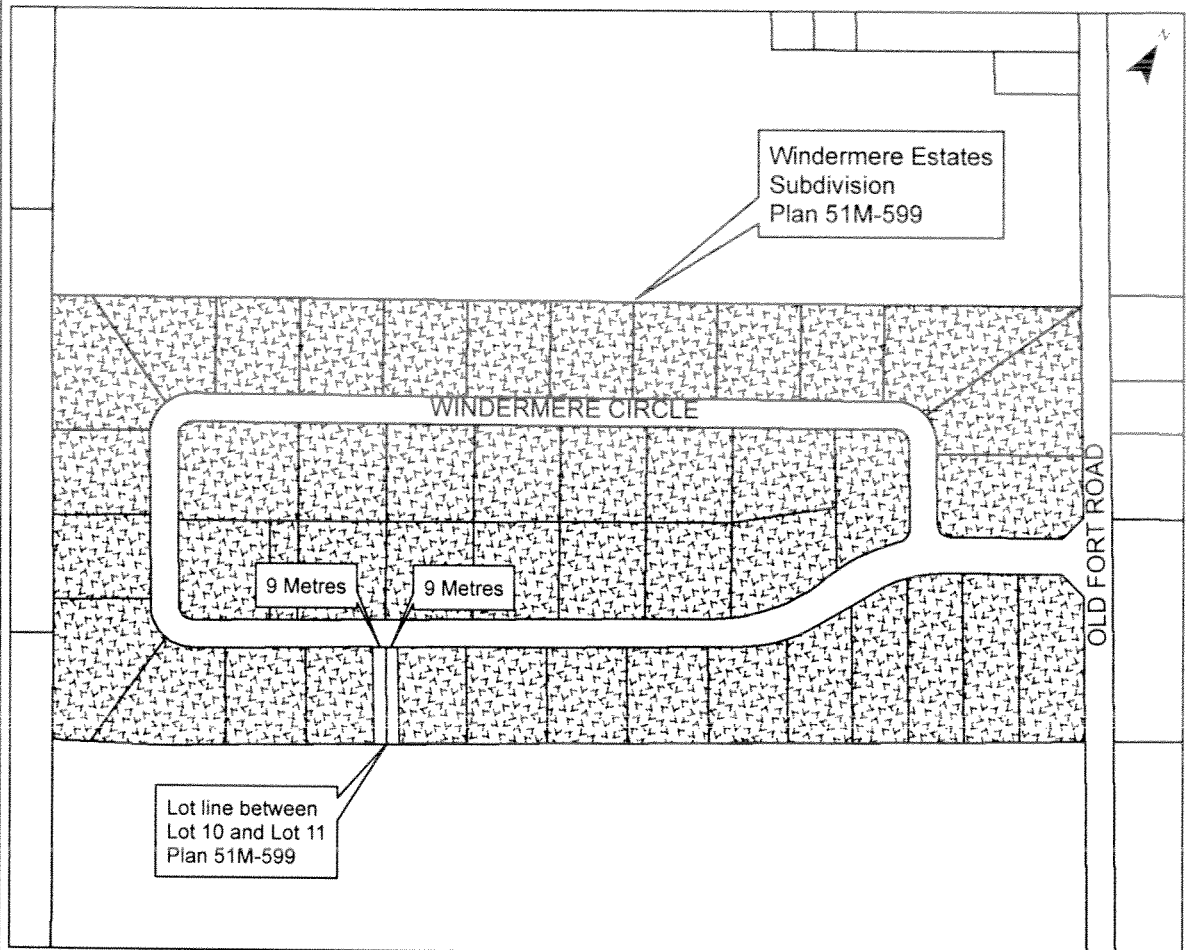 N
Windermere Estates
Subdivision
Plan 51M-599
WINDERMERE CIRCLE
OLD FORT ROAD
9 Metres
9 Metres
Lot line between
Lot 10 and Lot 11
Plan 51M-599